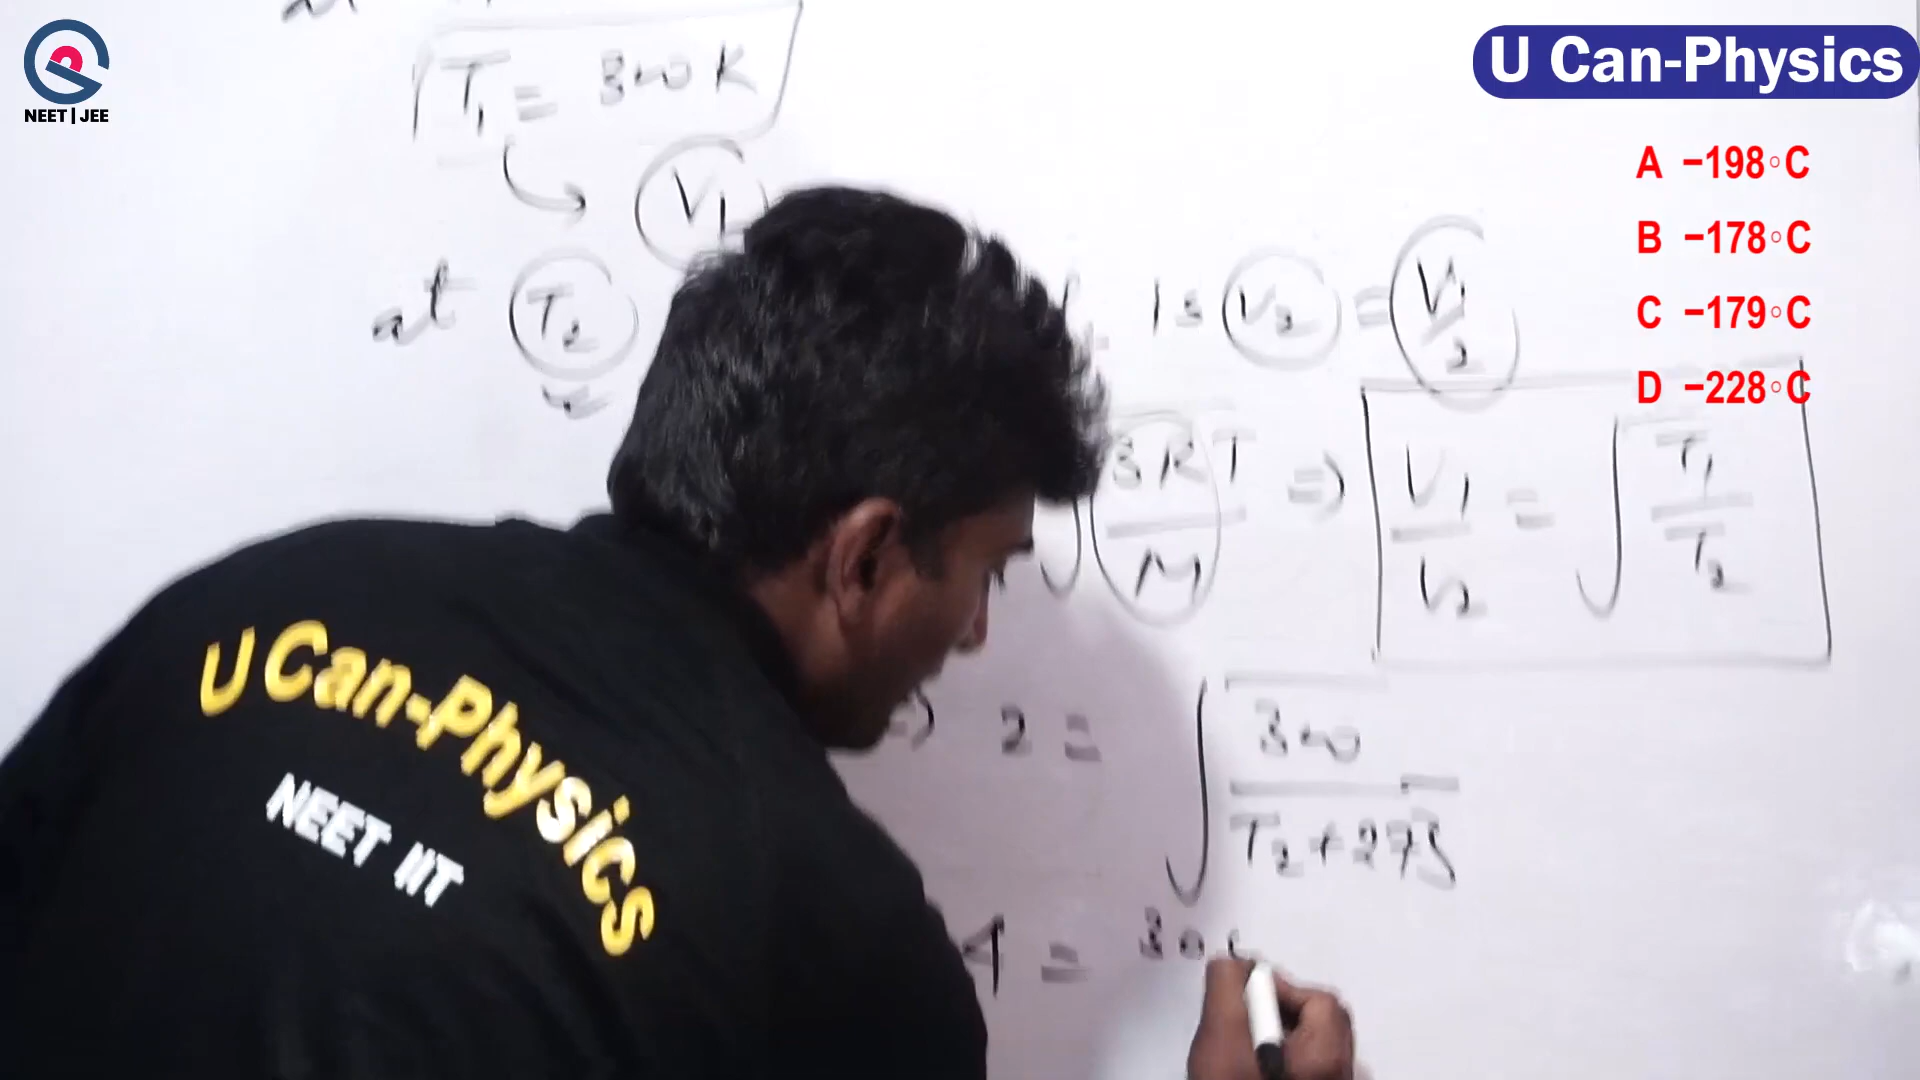 NEET | JEE
U Can-Physics
A −198◦C
B −178◦C
C −179◦C
D −228◦C
T₁ = 300 K
V₁
at T₂
is V₂ = V₁/2
3RT/M ⇒ V₁/V₂ = √T₁/T₂
⇒ 2 = √300/T₂+273
4 = 300
U Can-Physics
NEET IIT